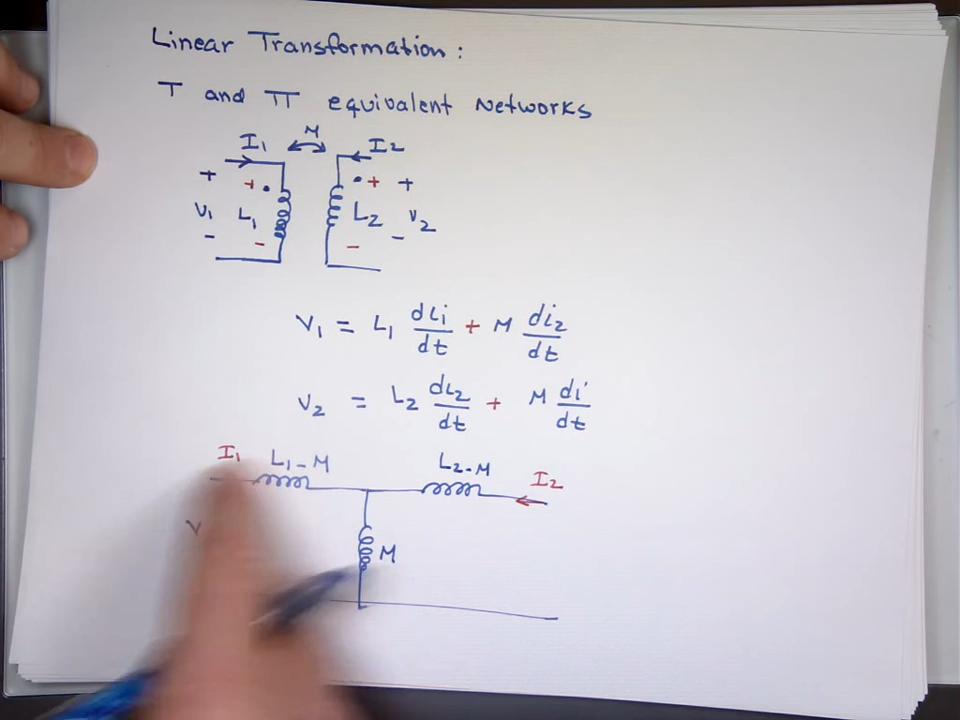 Linear Transformation:
T and π equivalent Networks
I1 M I2
+ + + +
V1 L1 L2 V2
- - - -
V1 = L1 di1/dt + M di2/dt
V2 = L2 di2/dt + M di/dt
I1 L1-M L2-M I2
V
M